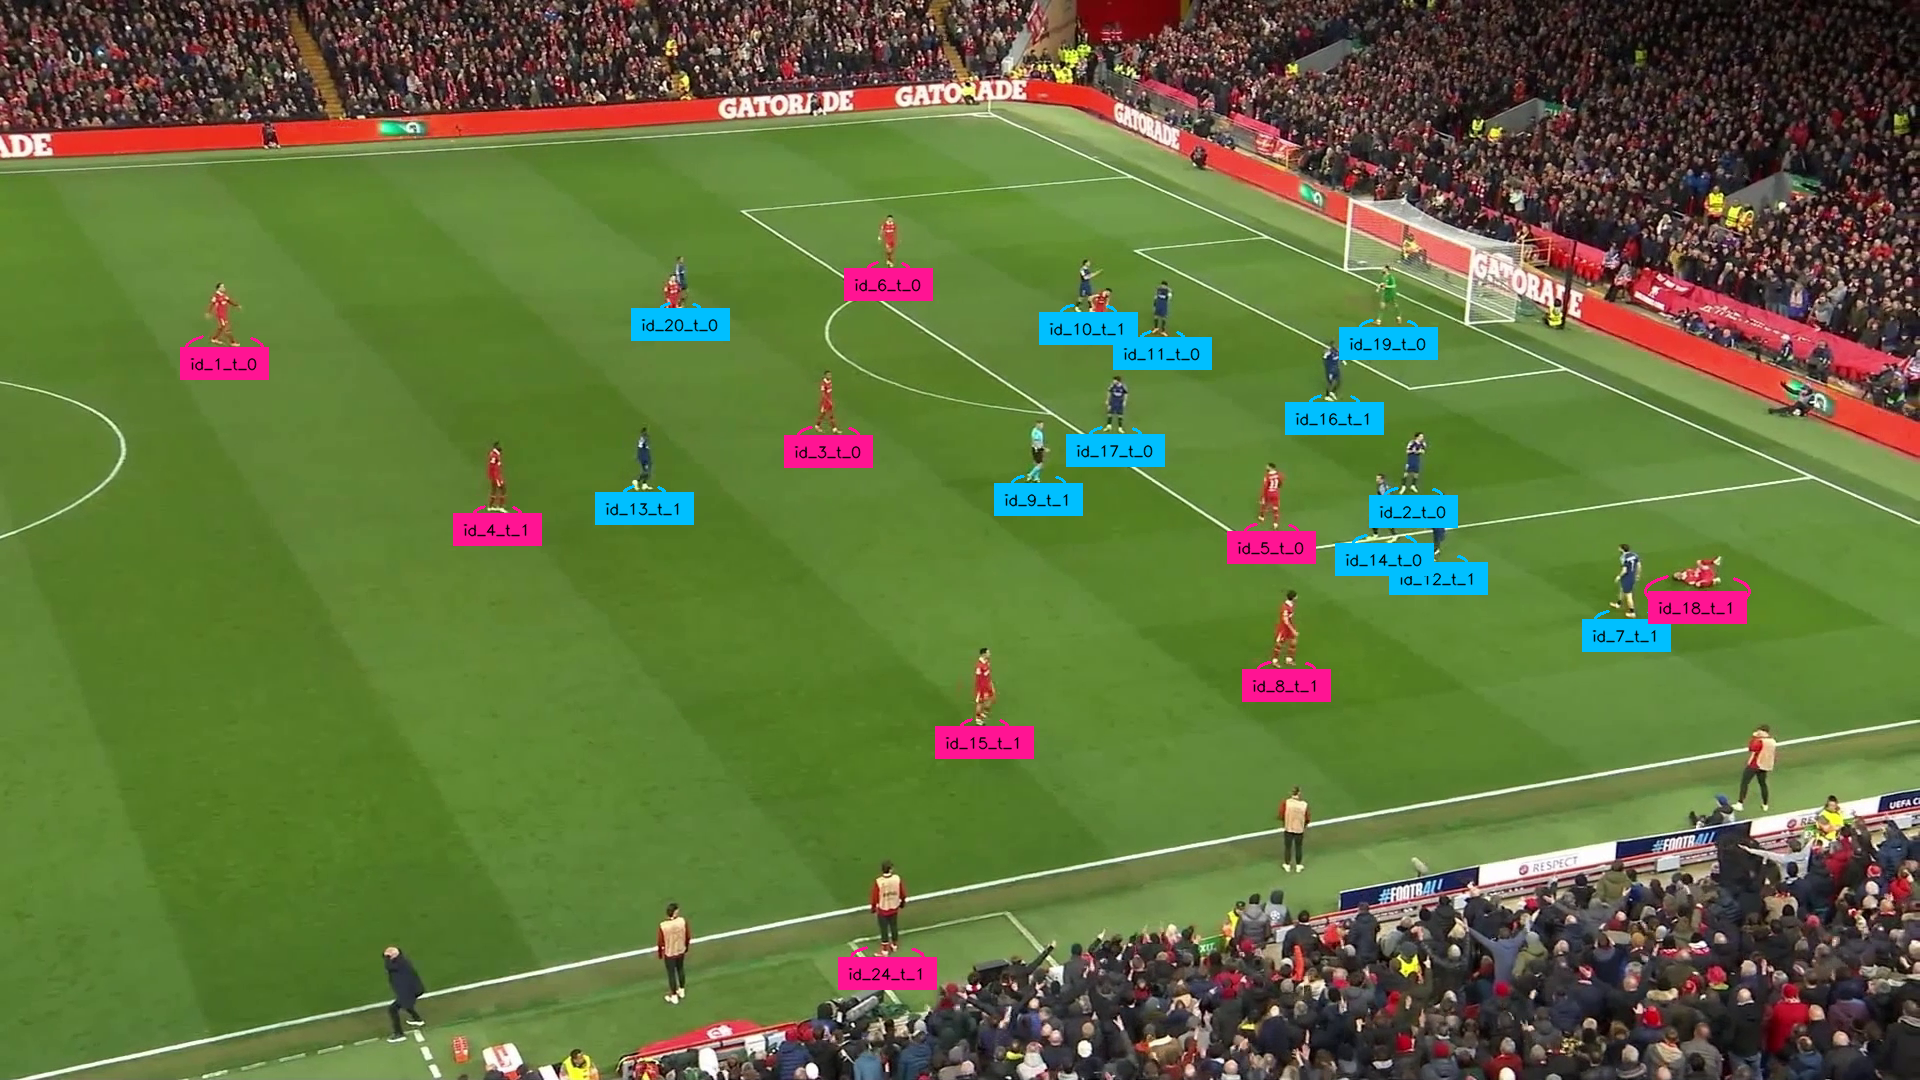 GATORADE
GATORADE
GATORADE
ADE
GATORADE
id_6_t_0
id_20_t_0
id_10_t_1
id_11_t_0
id_19_t_0
id_1_t_0
id_16_t_1
id_3_t_0
id_17_t_0
id_9_t_1
id_13_t_1
id_4_t_1
id_2_t_0
id_5_t_0
id_14_t_0
id_12_t_1
id_18_t_1
id_7_t_1
id_8_t_1
id_15_t_1
UEFA C
#FOOTBALL
RESPECT
#FOOTBALL
id_24_t_1